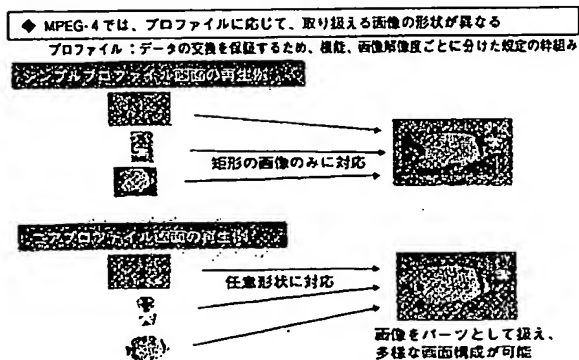 ◆ MPEG-4では、プロファイルに応じて、取り扱える画像の形状が異なる
プロファイル：データの交換を保証するため、機能、画像解像度ごとに分けた規定の枠組み
シンプルプロファイル画面の再生例
矩形の画像のみに対応
コアプロファイル画面の再生例
任意形状に対応
画像をパーツとして扱え、
多様な画面構成が可能